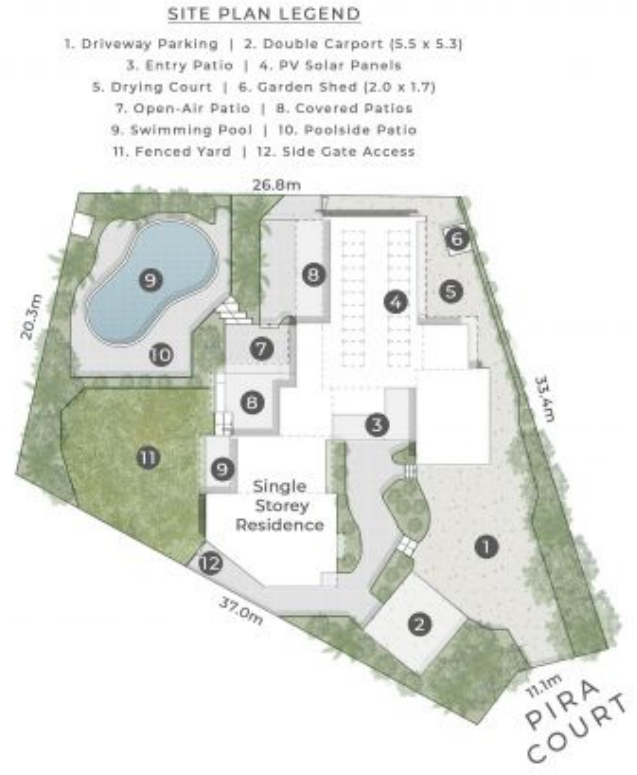 SITE PLAN LEGEND
1. Driveway Parking | 2. Double Carport (5.5 x 5.3)
3. Entry Patio | 4. PV Solar Panels
5. Drying Court | 6. Garden Shed (2.0 x 1.7)
7. Open-Air Patio | 8. Covered Patios
9. Swimming Pool | 10. Poolside Patio
11. Fenced Yard | 12. Side Gate Access
26.8m
6
9
8
4
5
20.3m
7
10
8
33.4m
3
11
9
Single
Storey
Residence
1
12
37.0m
2
11.1m
PIRA
COURT